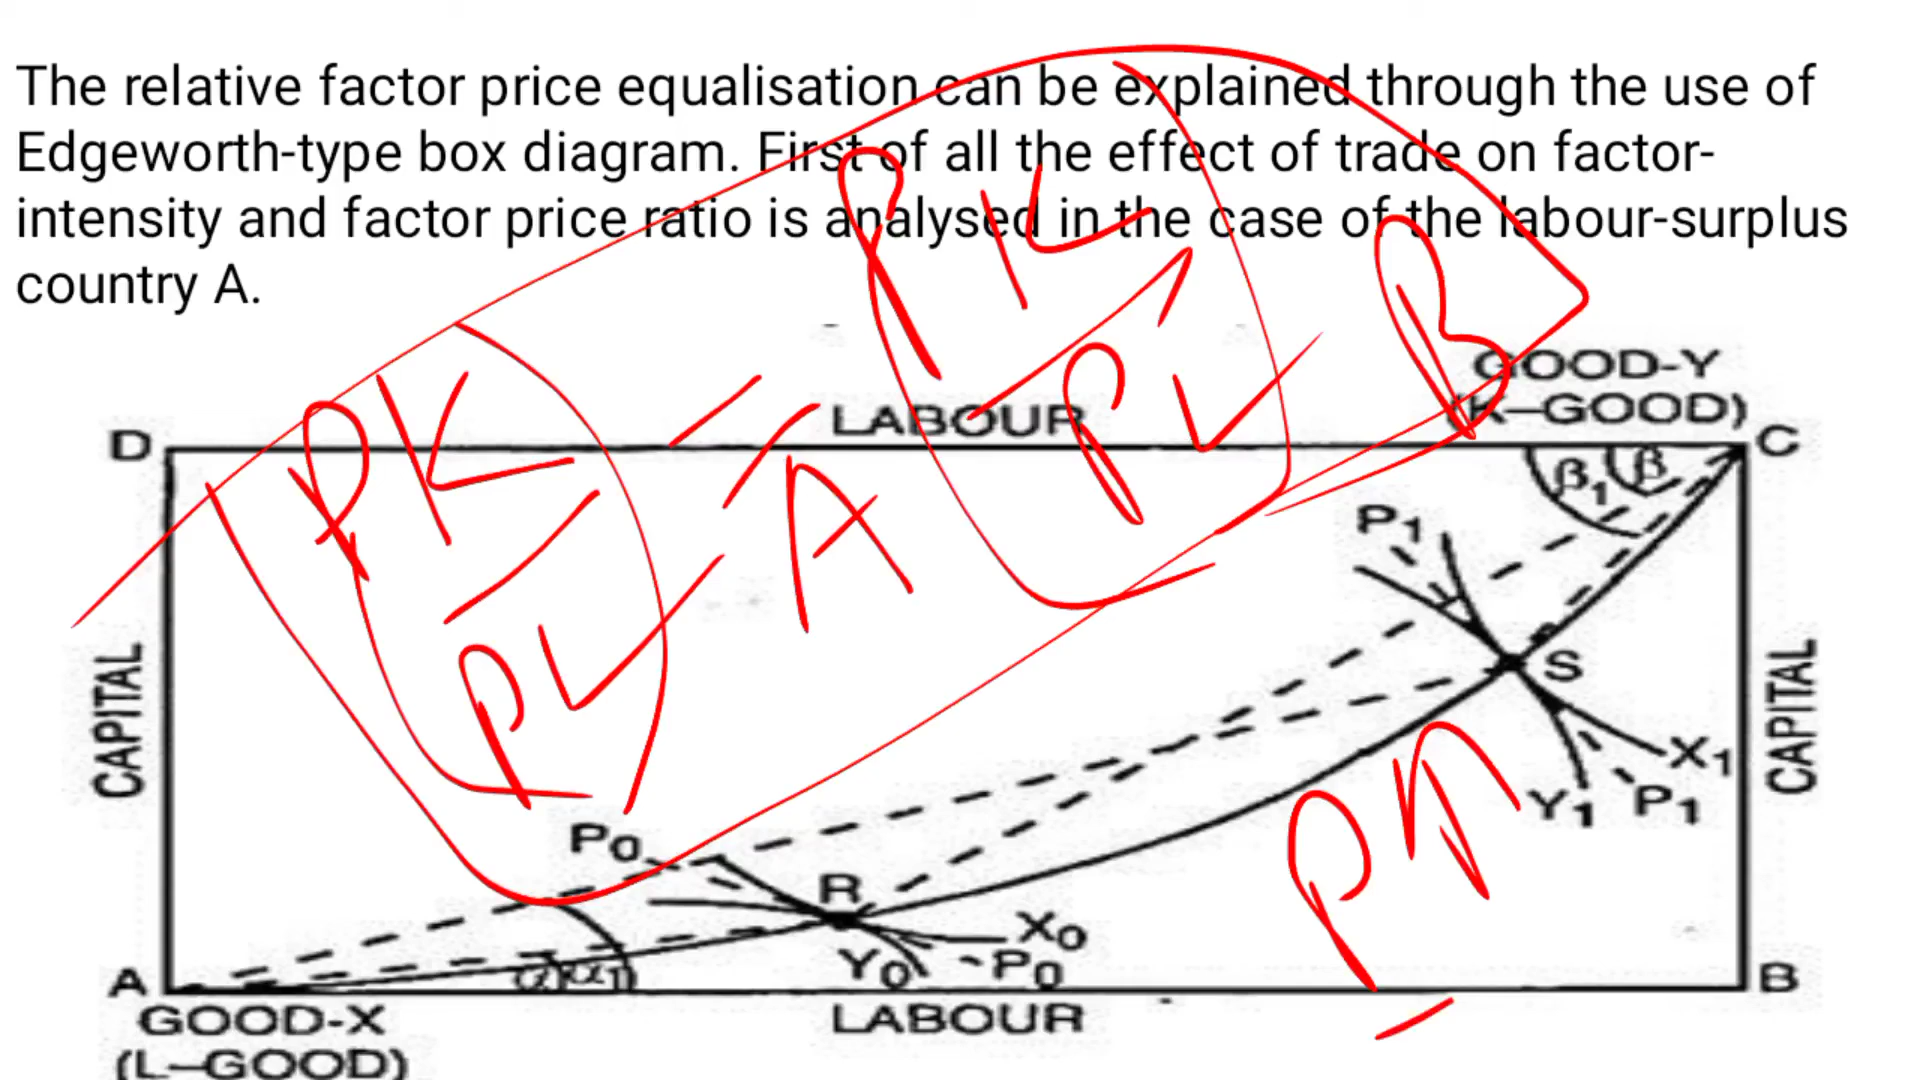 The relative factor price equalisation can be explained through the use of
Edgeworth-type box diagram. First of all the effect of trade on factor-
intensity and factor price ratio is analysed in the case of the labour-surplus
country A.
PK
PL
=
A
PK
PL
B
GOOD-Y
(K-GOOD)
D
LABOUR
C
β1
β
P1
CAPITAL
CAPITAL
S
X1
Y1
P1
P0
R
X0
Y0
P0
A
α
α1
B
GOOD-X
(L-GOOD)
LABOUR